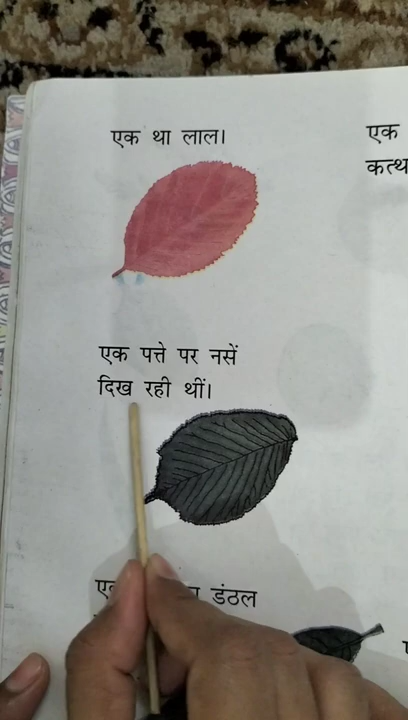 एक था लाल।
एक पत्ते पर नसें
दिख रही थीं।
डंठल
एक
कत्थ